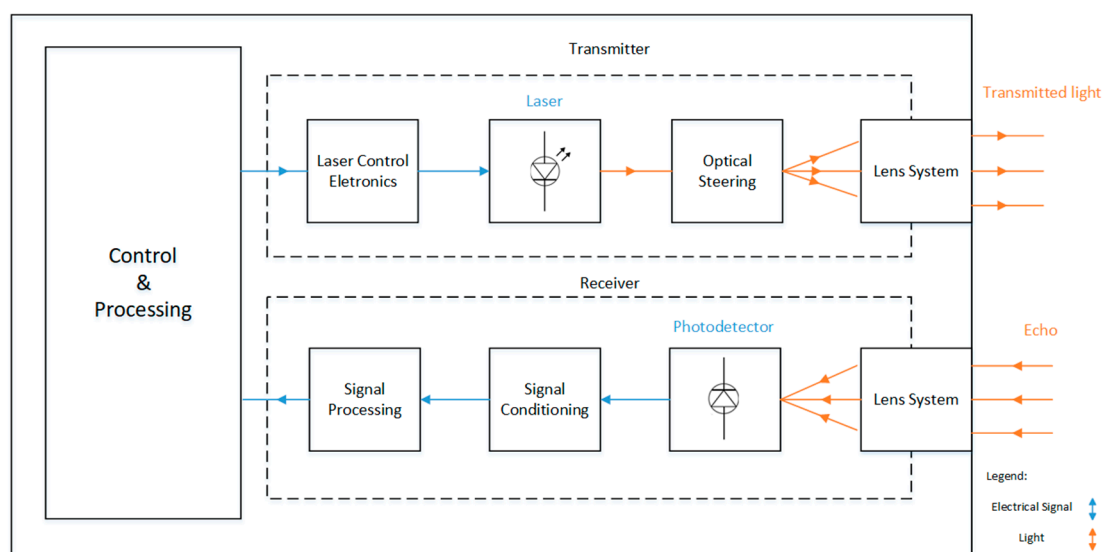 Transmitter
Laser
Transmitted light
Laser Control
Eletronics
Optical
Steering
Lens System
Control
&
Processing
Receiver
Photodetector
Echo
Signal
Processing
Signal
Conditioning
Lens System
Legend:
Electrical Signal
Light